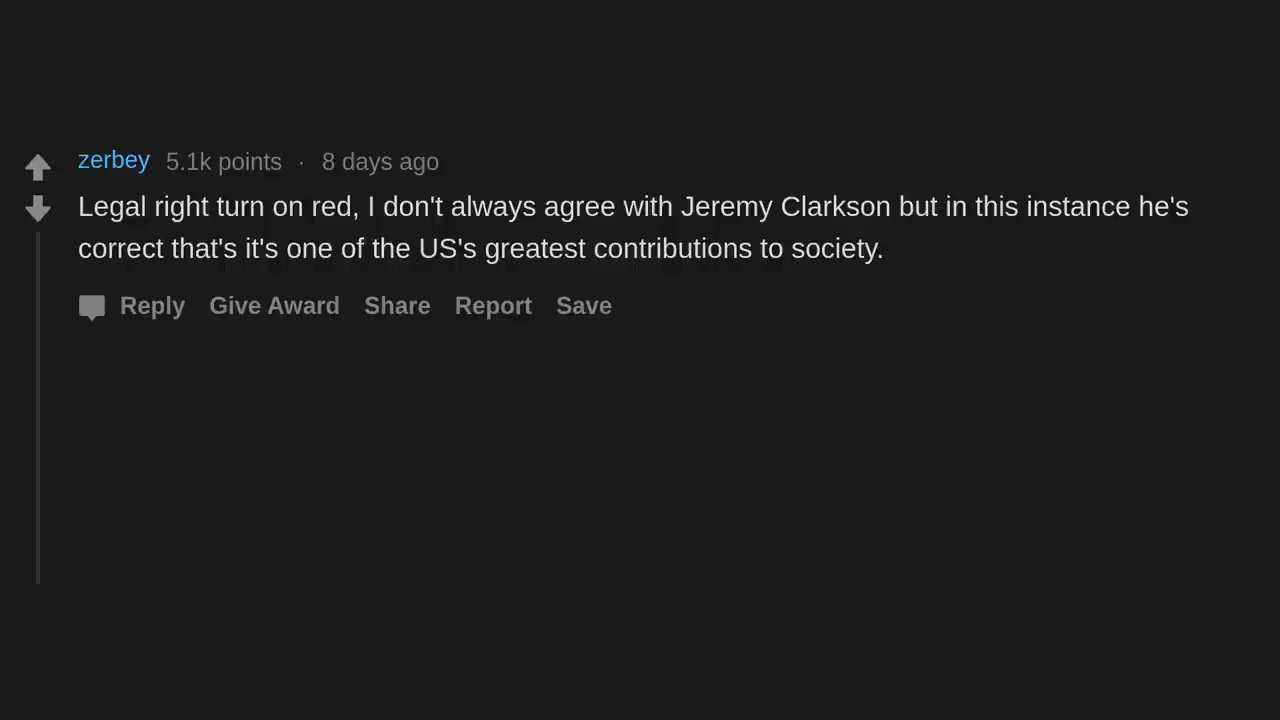 zerbey 5.1k points · 8 days ago
Legal right turn on red, I don't always agree with Jeremy Clarkson but in this instance he's
correct that's it's one of the US's greatest contributions to society.
Reply Give Award Share Report Save